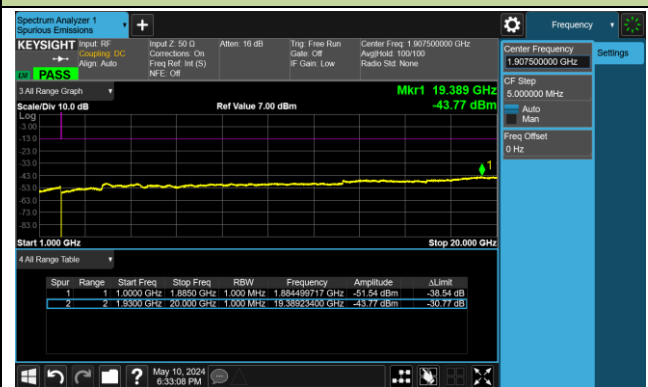 Spectrum Analyzer 1
Spurious Emissions
Frequency
KEYSIGHT
Input: RF
Coupling: DC
Align: Auto
Input Z: 50 Ω
Corrections: On
Freq Ref: Int (S)
NFE: Off
Atten: 16 dB
Trig: Free Run
Gate: Off
IF Gain: Low
Center Freq: 1.907500000 GHz
Avg|Hold: 100/100
Radio Std: None
PASS
Center Frequency
1.907500000 GHz
Settings
CF Step
5.000000 MHz
Auto
Man
Freq Offset
0 Hz
3 All Range Graph
Mkr1 19.389 GHz
-43.77 dBm
Scale/Div 10.0 dB
Ref Value 7.00 dBm
Log
-3.00
-13.0
-23.0
-33.0
-43.0
-53.0
-63.0
-73.0
-83.0
1
Start 1.000 GHz
Stop 20.000 GHz
4 All Range Table
Spur Range Start Freq Stop Freq RBW Frequency Amplitude ΔLimit
1 1 1.0000 GHz 1.8850 GHz 1.000 MHz 1.884499717 GHz -51.54 dBm -38.54 dB
2 2 1.9300 GHz 20.000 GHz 1.000 MHz 19.38923400 GHz -43.77 dBm -30.77 dB
May 10, 2024
6:33:08 PM